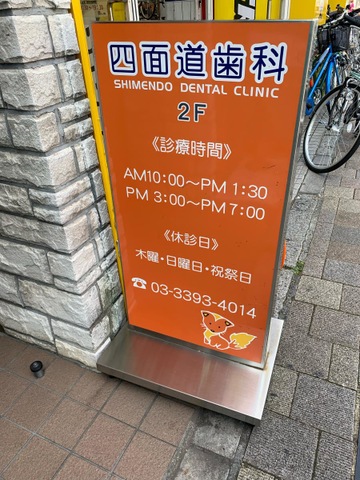 四面道歯科
SHIMENDO DENTAL CLINIC
2F
《診療時間》
AM10:00〜PM 1:30
PM 3:00〜PM 7:00
《休診日》
木曜・日曜日・祝祭日
☎ 03-3393-4014